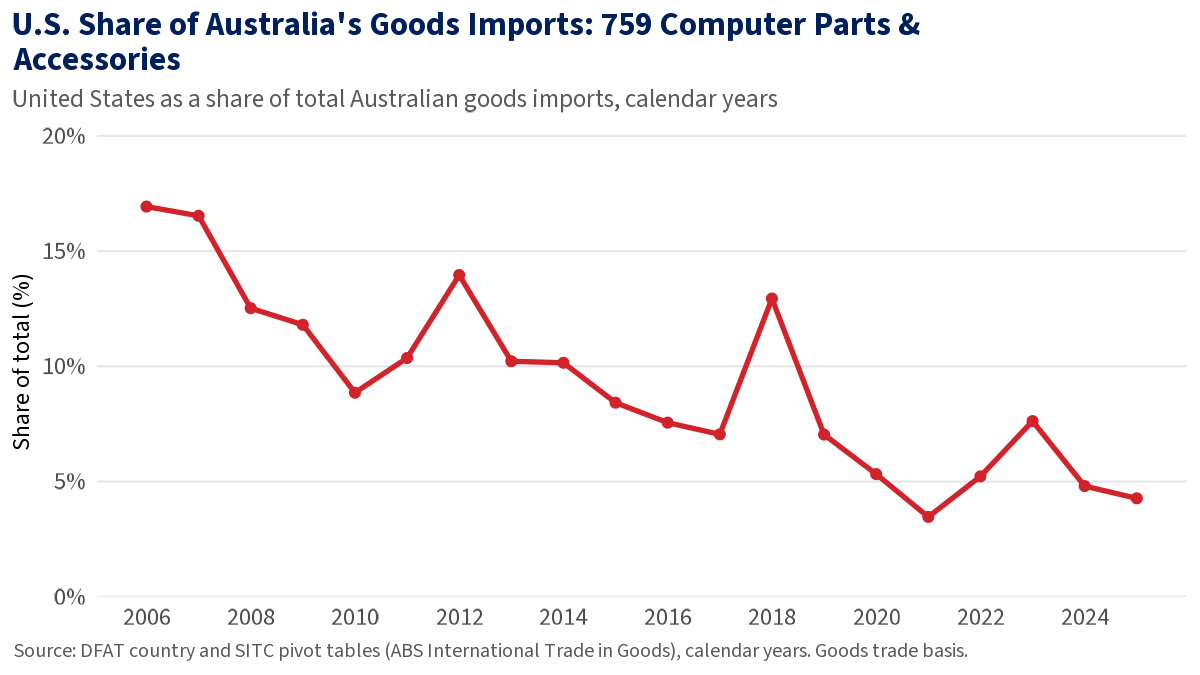 U.S. Share of Australia's Goods Imports: 759 Computer Parts &
Accessories
United States as a share of total Australian goods imports, calendar years
Share of total (%)
20%
15%
10%
5%
0%
2006 2008 2010 2012 2014 2016 2018 2020 2022 2024
Source: DFAT country and SITC pivot tables (ABS International Trade in Goods), calendar years. Goods trade basis.